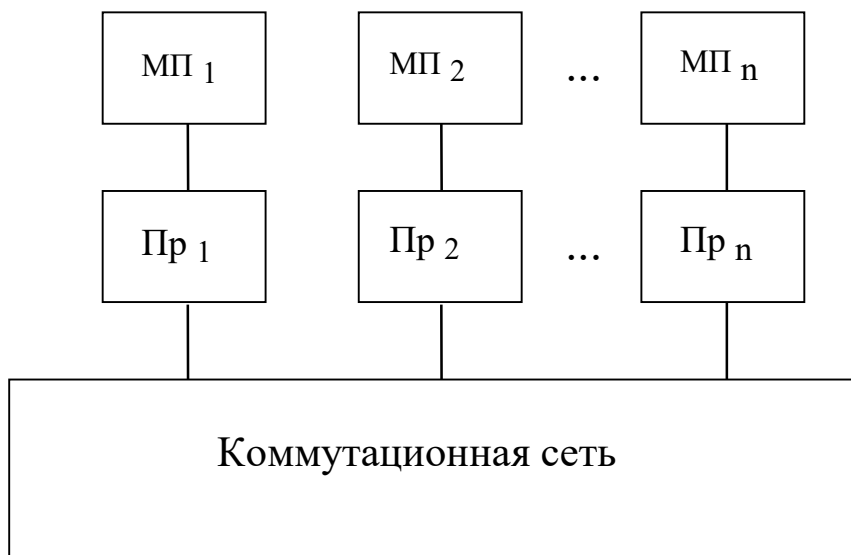 МП 1 МП 2 ... МП n
Пр 1 Пр 2 ... Пр n
Коммутационная сеть